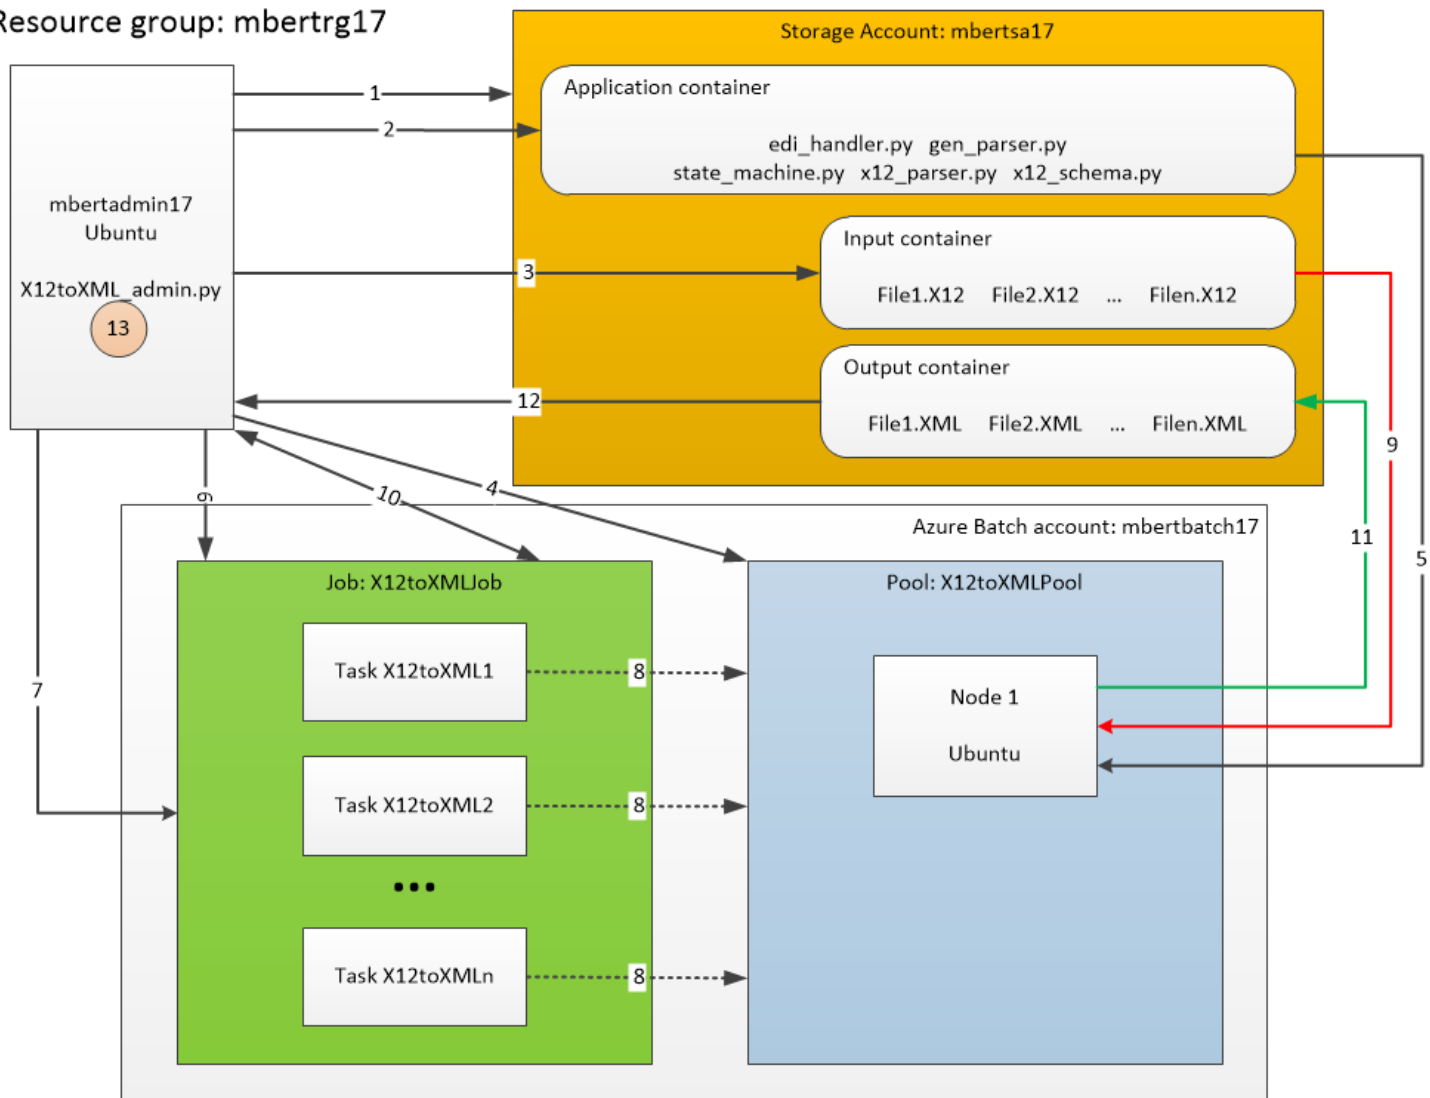 Resource group: mbertrg17
Storage Account: mbertsa17
Application container
edi_handler.py gen_parser.py
state_machine.py x12_parser.py x12_schema.py
1
2
mbertadmin17
Ubuntu
X12toXML_admin.py
13
3
Input container
File1.X12 File2.X12 ... Filen.X12
Output container
File1.XML File2.XML ... Filen.XML
12
9
11
5
6
10
4
7
Azure Batch account: mbertbatch17
Job: X12toXMLJob
Task X12toXML1
8
Task X12toXML2
8
...
Task X12toXMLn
8
Pool: X12toXMLPool
Node 1
Ubuntu